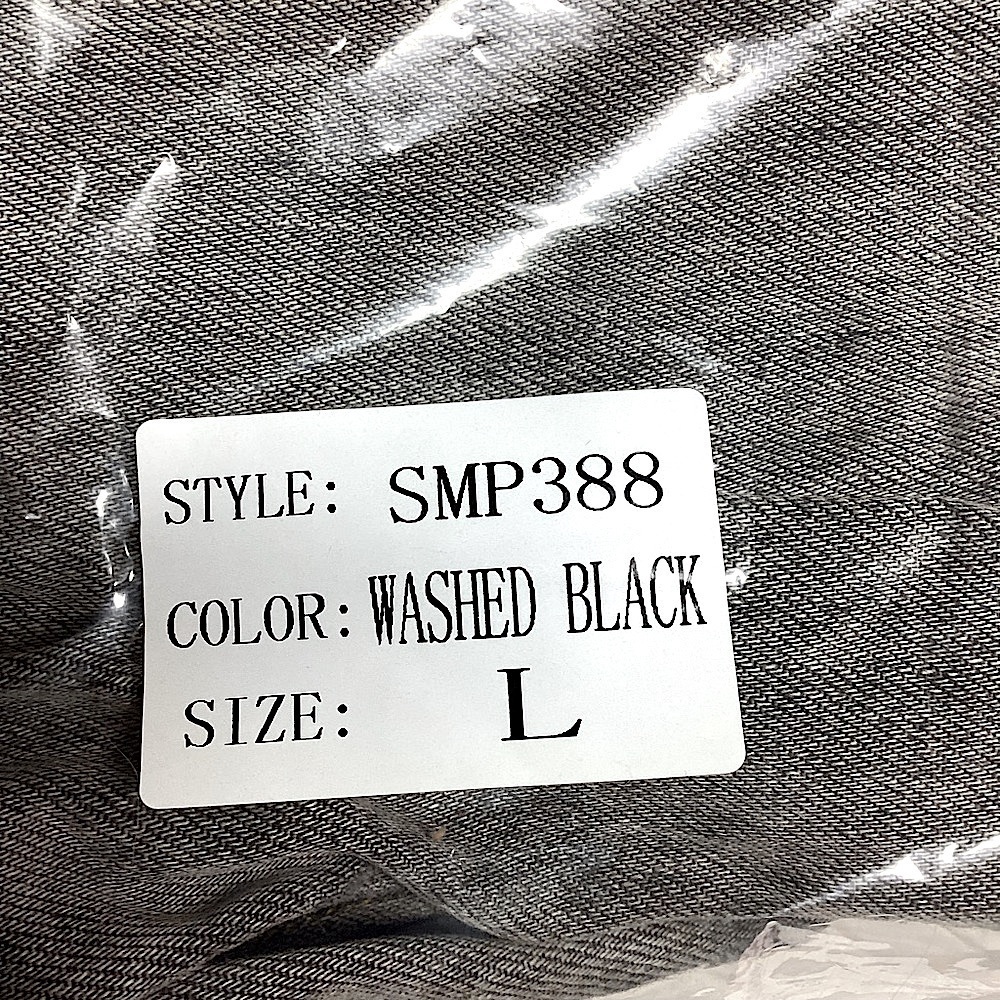 STYLE: SMP388
COLOR: WASHED BLACK
SIZE: L